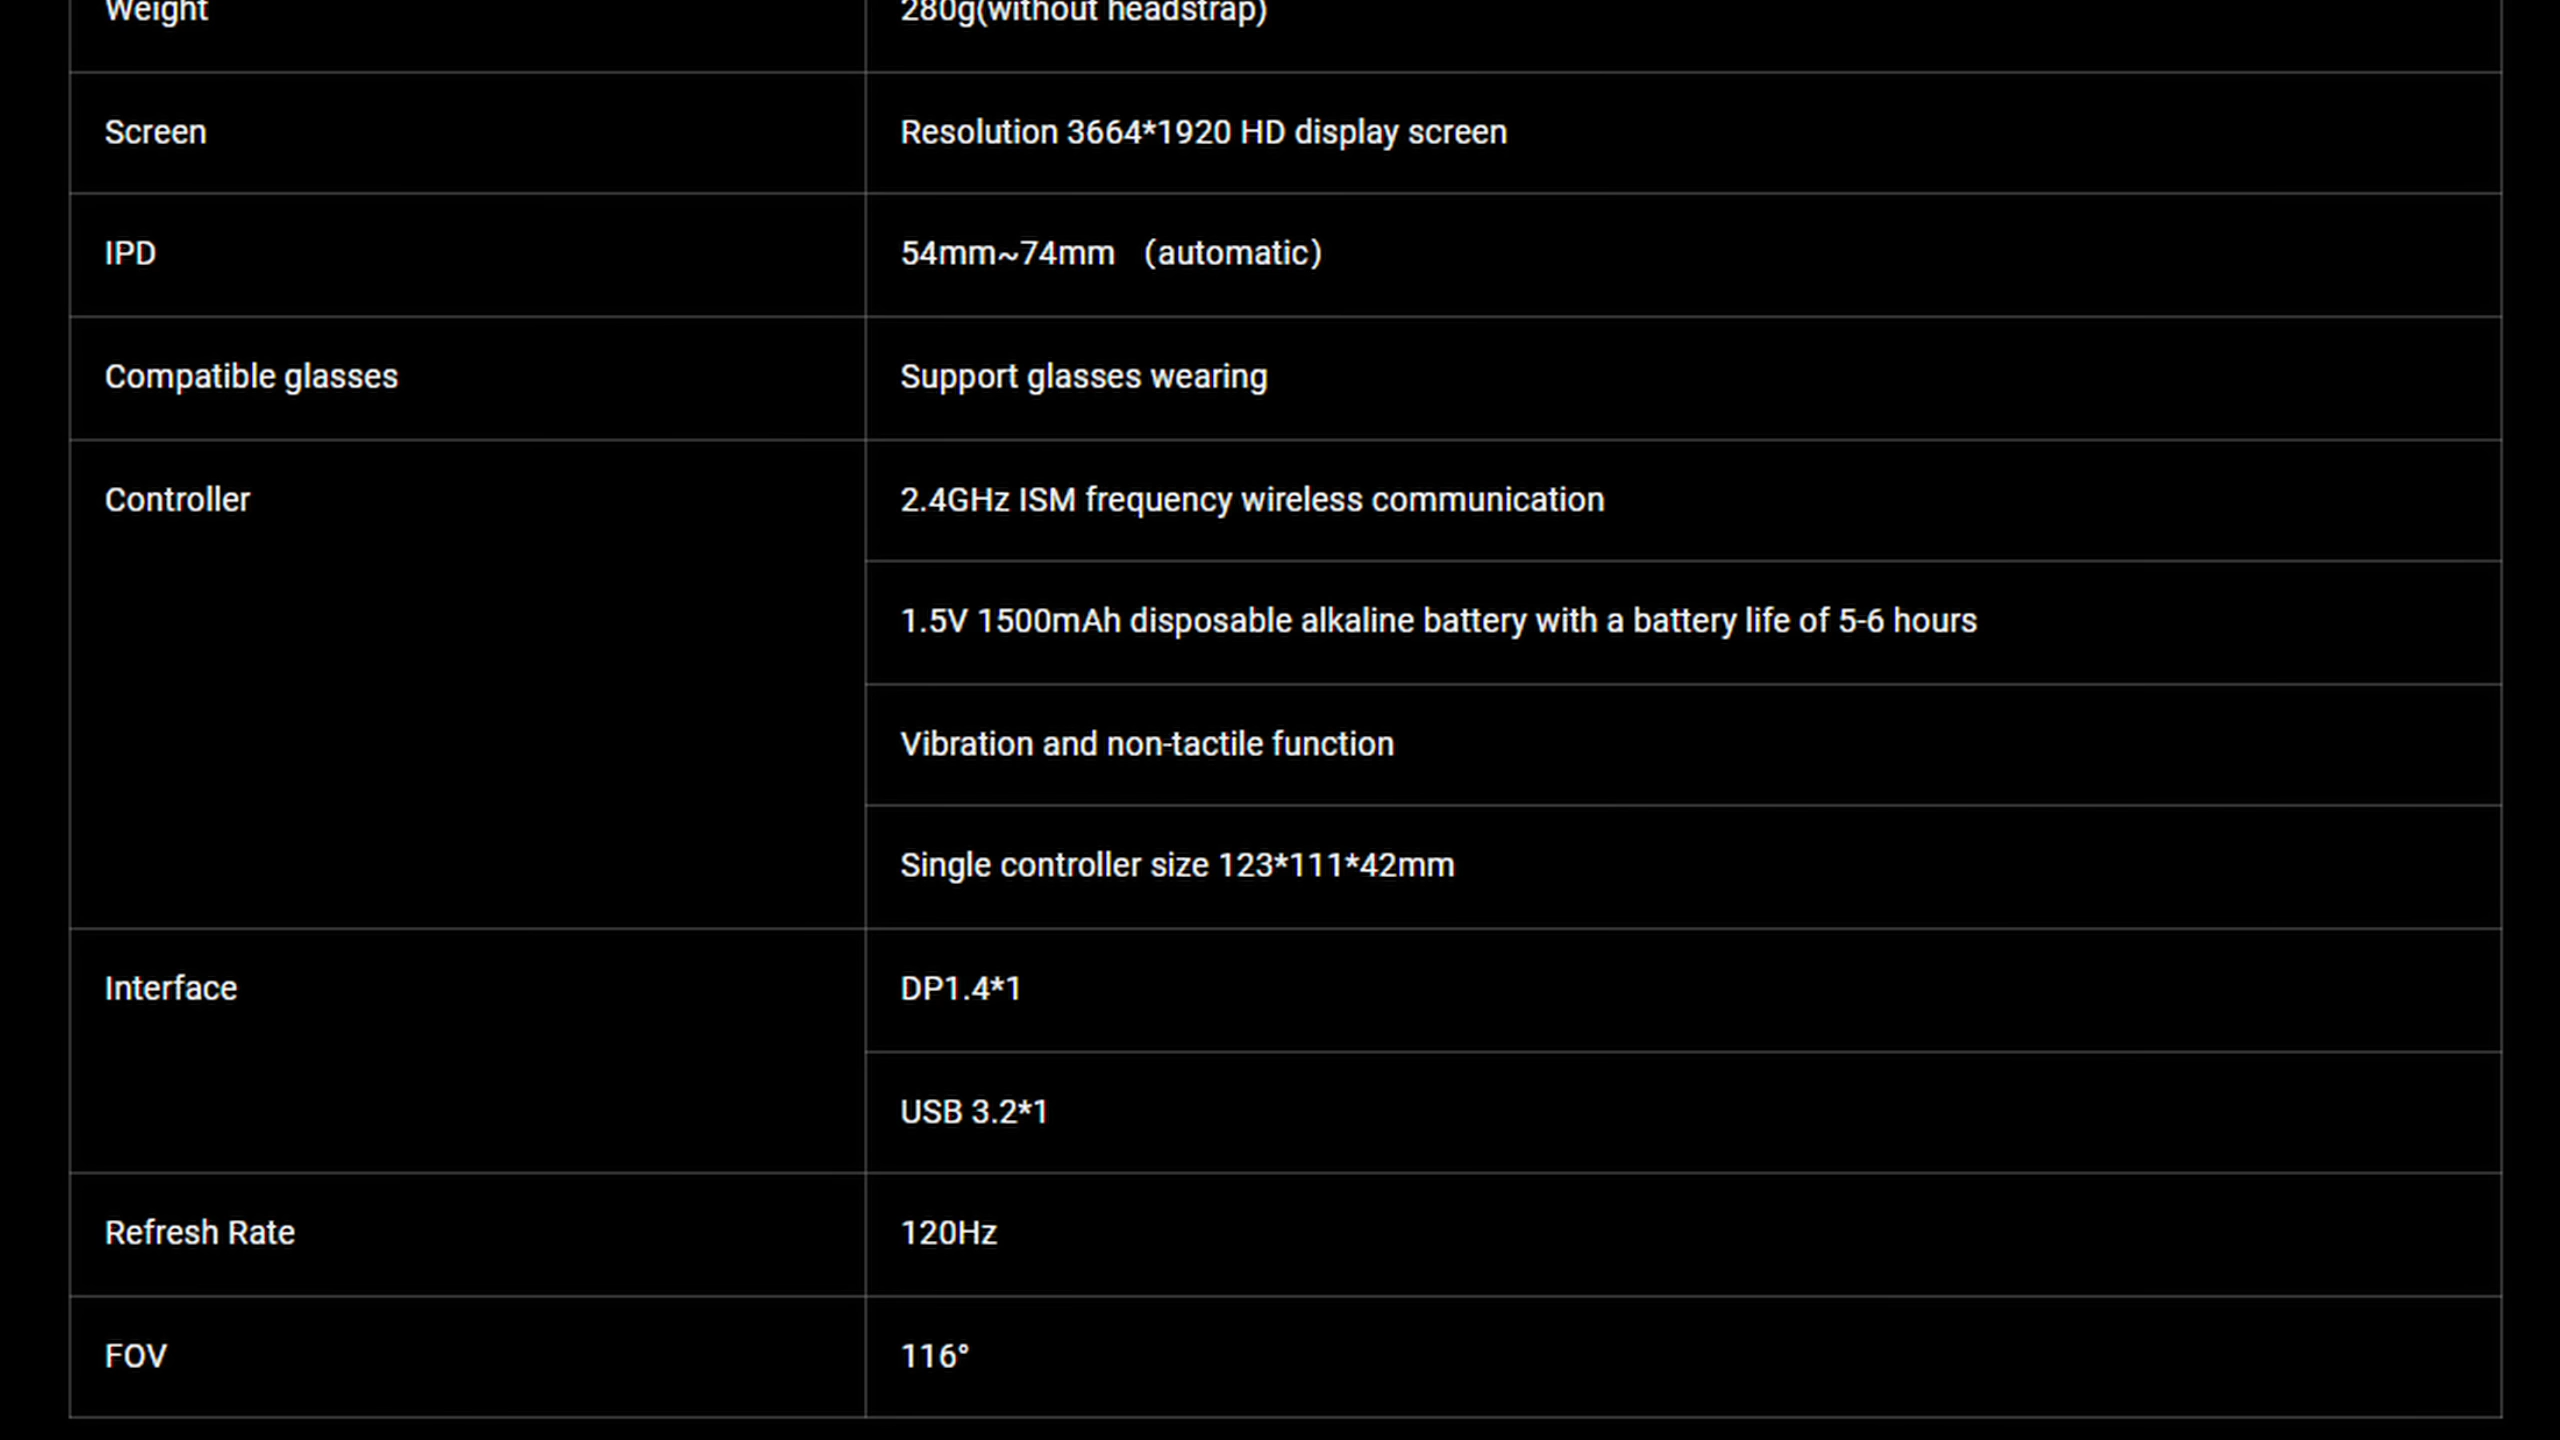 Weight
280g(without headstrap)
Screen
Resolution 3664*1920 HD display screen
IPD
54mm~74mm （automatic）
Compatible glasses
Support glasses wearing
Controller
2.4GHz ISM frequency wireless communication
1.5V 1500mAh disposable alkaline battery with a battery life of 5-6 hours
Vibration and non-tactile function
Single controller size 123*111*42mm
Interface
DP1.4*1
USB 3.2*1
Refresh Rate
120Hz
FOV
116°